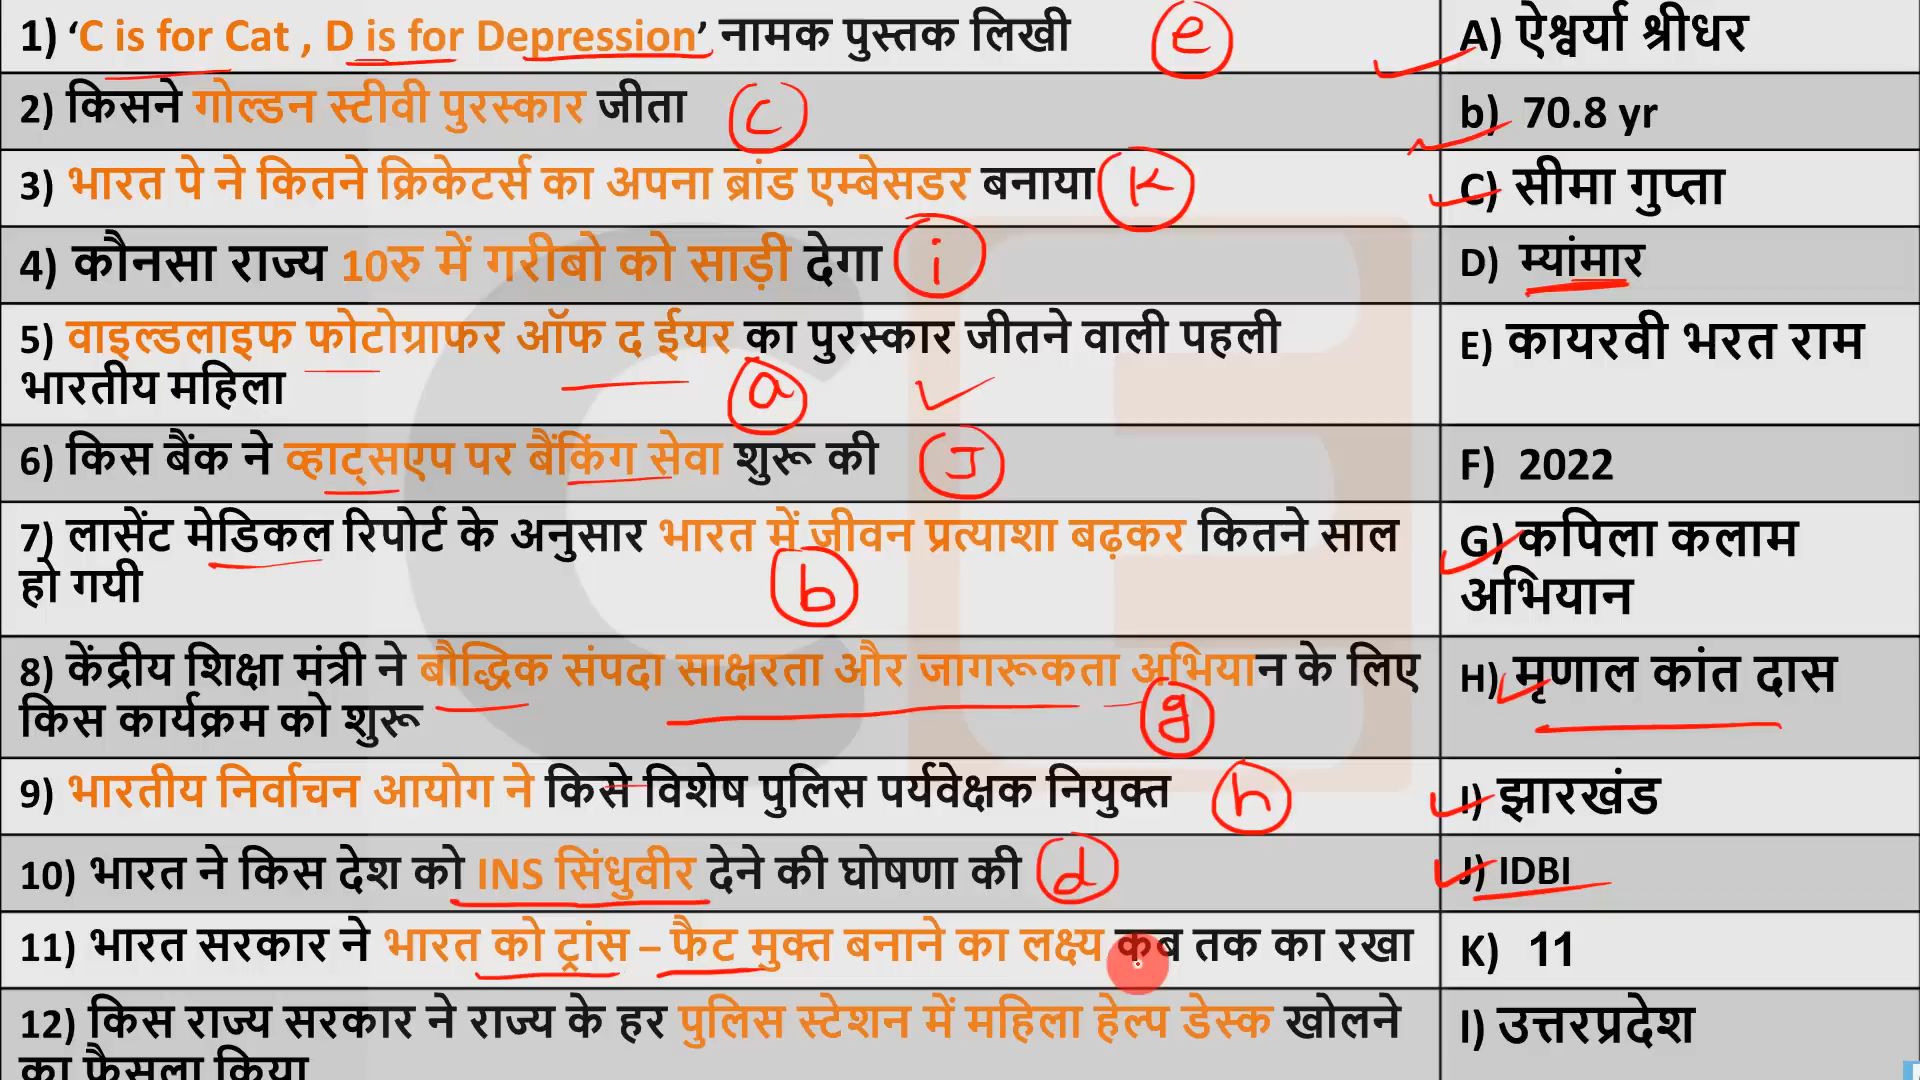 1) ‘C is for Cat , D is for Depression’ नामक पुस्तक लिखी e
A) ऐश्वर्या श्रीधर
2) किसने गोल्डन स्टीवी पुरस्कार जीता C
b) 70.8 yr
3) भारत पे ने कितने क्रिकेटर्स का अपना ब्रांड एम्बेसडर बनाया K
C) सीमा गुप्ता
4) कौनसा राज्य 10रु में गरीबो को साड़ी देगा i
D) म्यांमार
5) वाइल्डलाइफ फोटोग्राफर ऑफ द ईयर का पुरस्कार जीतने वाली पहली
भारतीय महिला a
E) कायरवी भरत राम
6) किस बैंक ने व्हाट्सएप पर बैंकिंग सेवा शुरू की J
F) 2022
7) लासेंट मेडिकल रिपोर्ट के अनुसार भारत में जीवन प्रत्याशा बढ़कर कितने साल
हो गयी b
G) कपिला कलाम
अभियान
8) केंद्रीय शिक्षा मंत्री ने बौद्धिक संपदा साक्षरता और जागरूकता अभियान के लिए
किस कार्यक्रम को शुरू g
H) मृणाल कांत दास
9) भारतीय निर्वाचन आयोग ने किसे विशेष पुलिस पर्यवेक्षक नियुक्त h
I) झारखंड
10) भारत ने किस देश को INS सिंधुवीर देने की घोषणा की d
J) IDBI
11) भारत सरकार ने भारत को ट्रांस – फैट मुक्त बनाने का लक्ष्य कब तक का रखा
K) 11
12) किस राज्य सरकार ने राज्य के हर पुलिस स्टेशन में महिला हेल्प डेस्क खोलने
का फैसला किया
l) उत्तरप्रदेश